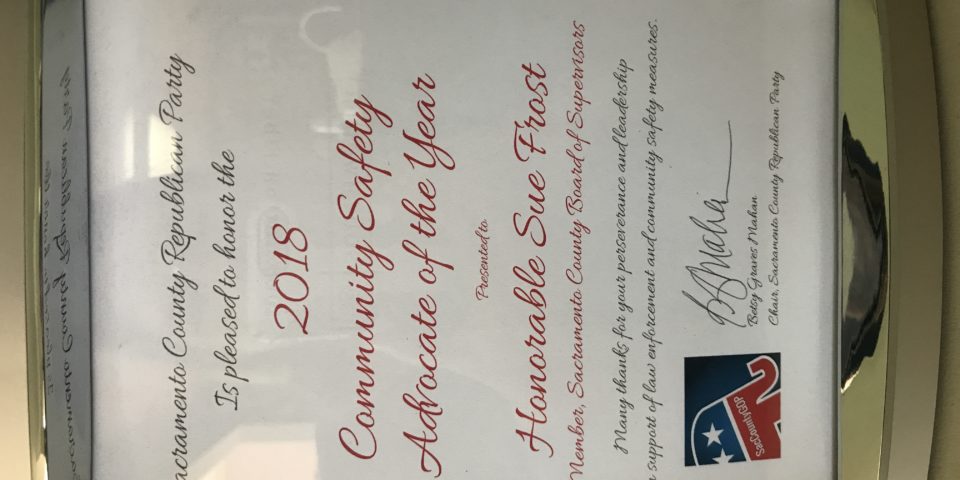 acramento County Republican Party
Is pleased to honor the
2018
Community Safety
Advocate of the Year
Presented to
Honorable Sue Frost
Member, Sacramento County Board of Supervisors
Many thanks for your perseverance and leadership
support of law enforcement and community safety measures.
Betsy Graves Mahan
Chair, Sacramento County Republican Party
SacCountyGOP